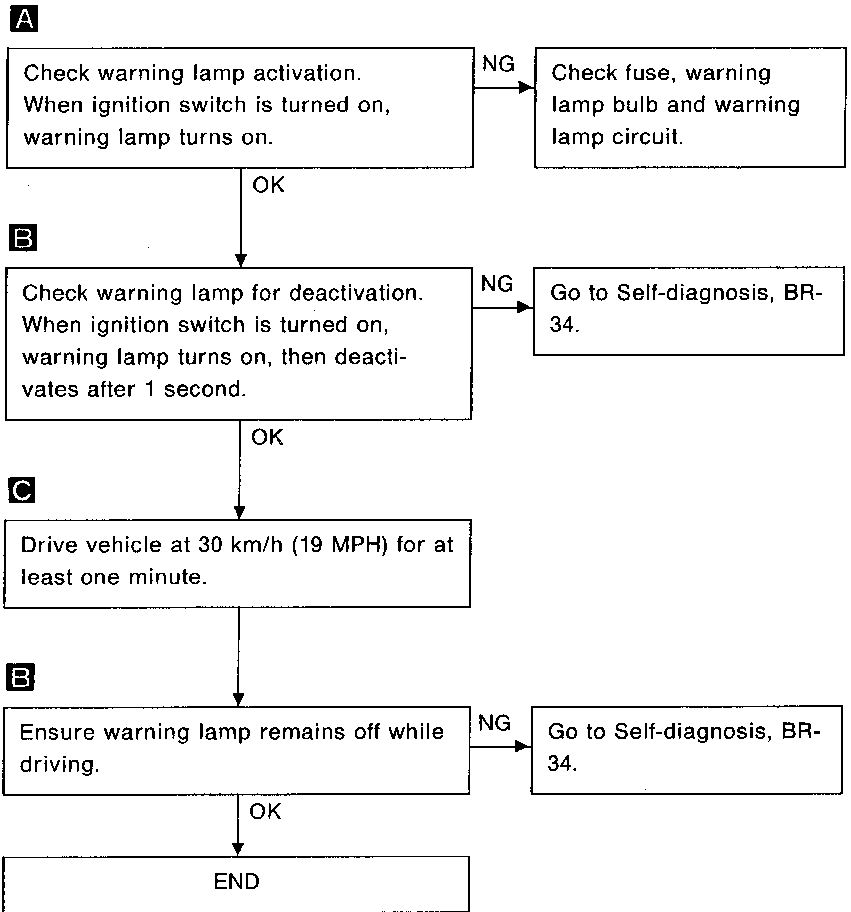 A
Check warning lamp activation.
When ignition switch is turned on,
warning lamp turns on.
NG
Check fuse, warning
lamp bulb and warning
lamp circuit.
OK
B
Check warning lamp for deactivation.
When ignition switch is turned on,
warning lamp turns on, then deacti-
vates after 1 second.
NG
Go to Self-diagnosis, BR-
34.
OK
C
Drive vehicle at 30 km/h (19 MPH) for at
least one minute.
B
Ensure warning lamp remains off while
driving.
NG
Go to Self-diagnosis, BR-
34.
OK
END